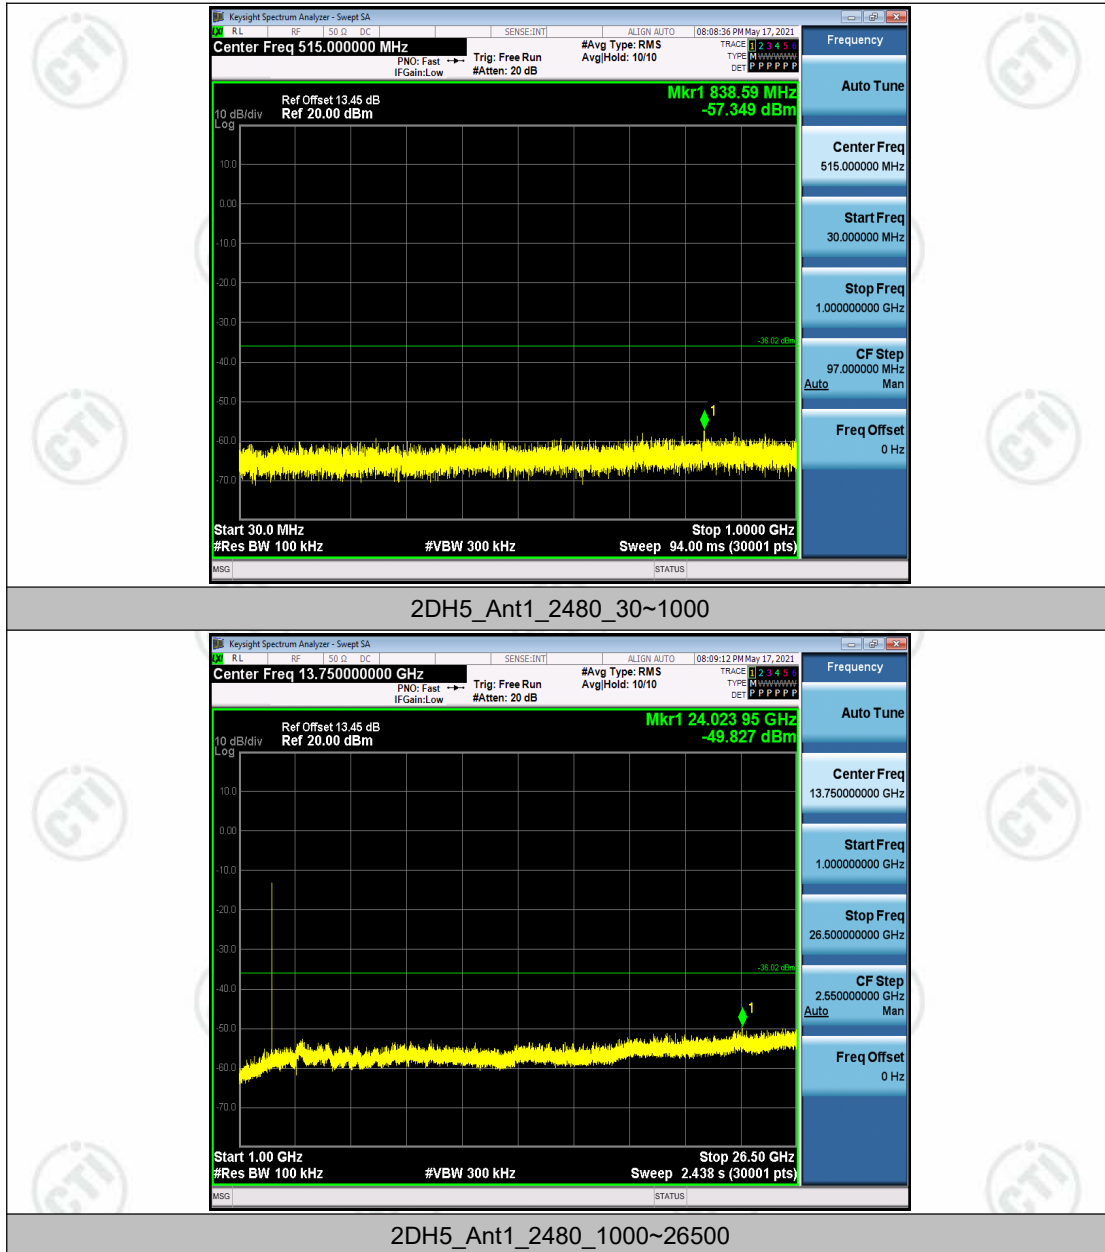 Keysight Spectrum Analyzer - Swept SA
LXI RL RF 50 Ω DC SENSE:INT ALIGN AUTO 08:08:36 PM May 17, 2021
Center Freq 515.000000 MHz
PNO: Fast
IFGain:Low
Trig: Free Run
#Atten: 20 dB
#Avg Type: RMS
Avg|Hold: 10/10
TRACE 1 2 3 4 5 6
TYPE M WWWWW
DET P P P P P P
Ref Offset 13.45 dB
Ref 20.00 dBm
10 dB/div
Log
Mkr1 838.59 MHz
-57.349 dBm
10.0
0.00
-10.0
-20.0
-30.0
-36.02 dBm
-40.0
-50.0
1
-60.0
-70.0
Start 30.0 MHz
Stop 1.0000 GHz
#Res BW 100 kHz
#VBW 300 kHz
Sweep 94.00 ms (30001 pts)
MSG
STATUS
Frequency
Auto Tune
Center Freq
515.000000 MHz
Start Freq
30.000000 MHz
Stop Freq
1.000000000 GHz
CF Step
97.000000 MHz
Auto Man
Freq Offset
0 Hz
2DH5_Ant1_2480_30~1000
Keysight Spectrum Analyzer - Swept SA
LXI RL RF 50 Ω DC SENSE:INT ALIGN AUTO 08:09:12 PM May 17, 2021
Center Freq 13.750000000 GHz
PNO: Fast
IFGain:Low
Trig: Free Run
#Atten: 20 dB
#Avg Type: RMS
Avg|Hold: 10/10
TRACE 1 2 3 4 5 6
TYPE M WWWWW
DET P P P P P P
Ref Offset 13.45 dB
Ref 20.00 dBm
10 dB/div
Log
Mkr1 24.023 95 GHz
-49.827 dBm
10.0
0.00
-10.0
-20.0
-30.0
-36.02 dBm
-40.0
1
-50.0
-60.0
-70.0
Start 1.00 GHz
Stop 26.50 GHz
#Res BW 100 kHz
#VBW 300 kHz
Sweep 2.438 s (30001 pts)
MSG
STATUS
Frequency
Auto Tune
Center Freq
13.750000000 GHz
Start Freq
1.000000000 GHz
Stop Freq
26.500000000 GHz
CF Step
2.550000000 GHz
Auto Man
Freq Offset
0 Hz
2DH5_Ant1_2480_1000~26500
CTI
CTI
CTI
CTI
CTI
CTI
CTI
CTI